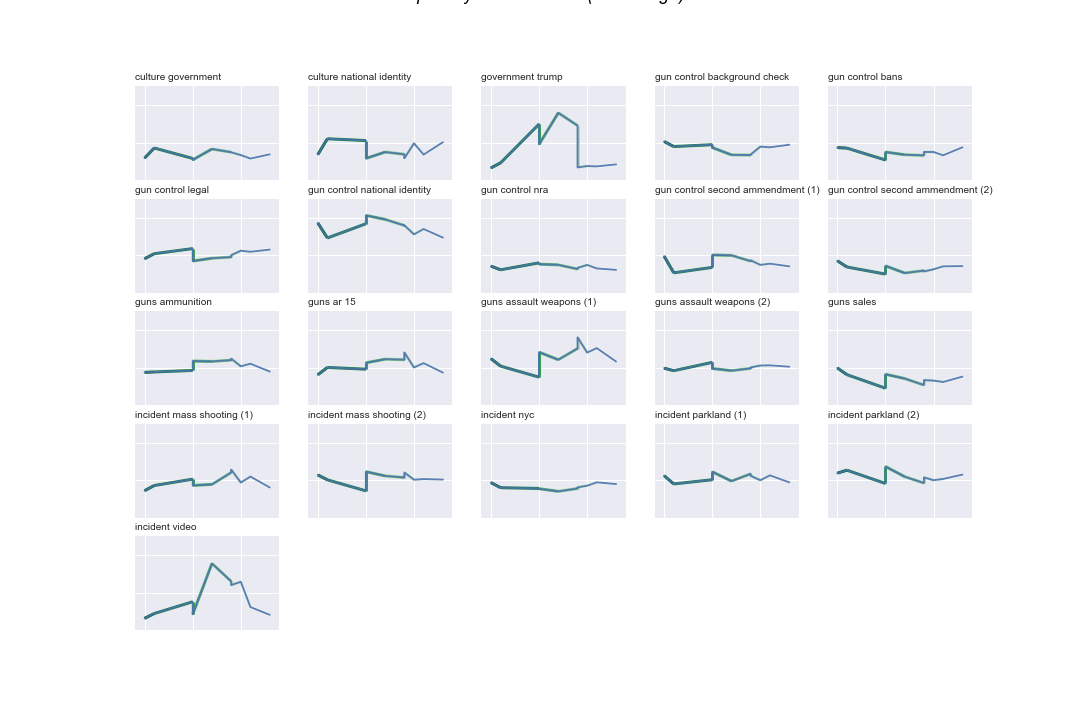 culture government
culture national identity
government trump
gun control background check
gun control bans
gun control legal
gun control national identity
gun control nra
gun control second ammendment (1)
gun control second ammendment (2)
guns ammunition
guns ar 15
guns assault weapons (1)
guns assault weapons (2)
guns sales
incident mass shooting (1)
incident mass shooting (2)
incident nyc
incident parkland (1)
incident parkland (2)
incident video